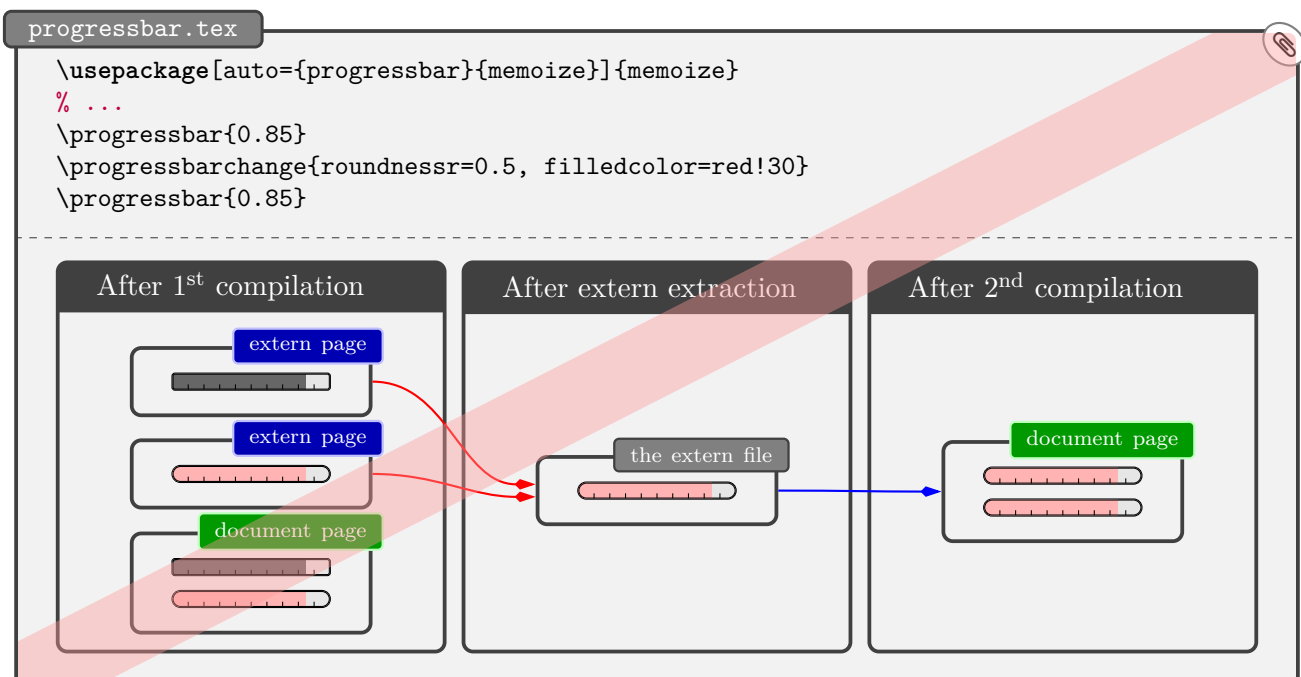 progressbar.tex
\usepackage[auto={progressbar}{memoize}]{memoize}
% ...
\progressbar{0.85}
\progressbarchange{roundnessr=0.5, filledcolor=red!30}
\progressbar{0.85}
After 1st compilation
After extern extraction
After 2nd compilation
extern page
extern page
document page
the extern file
document page